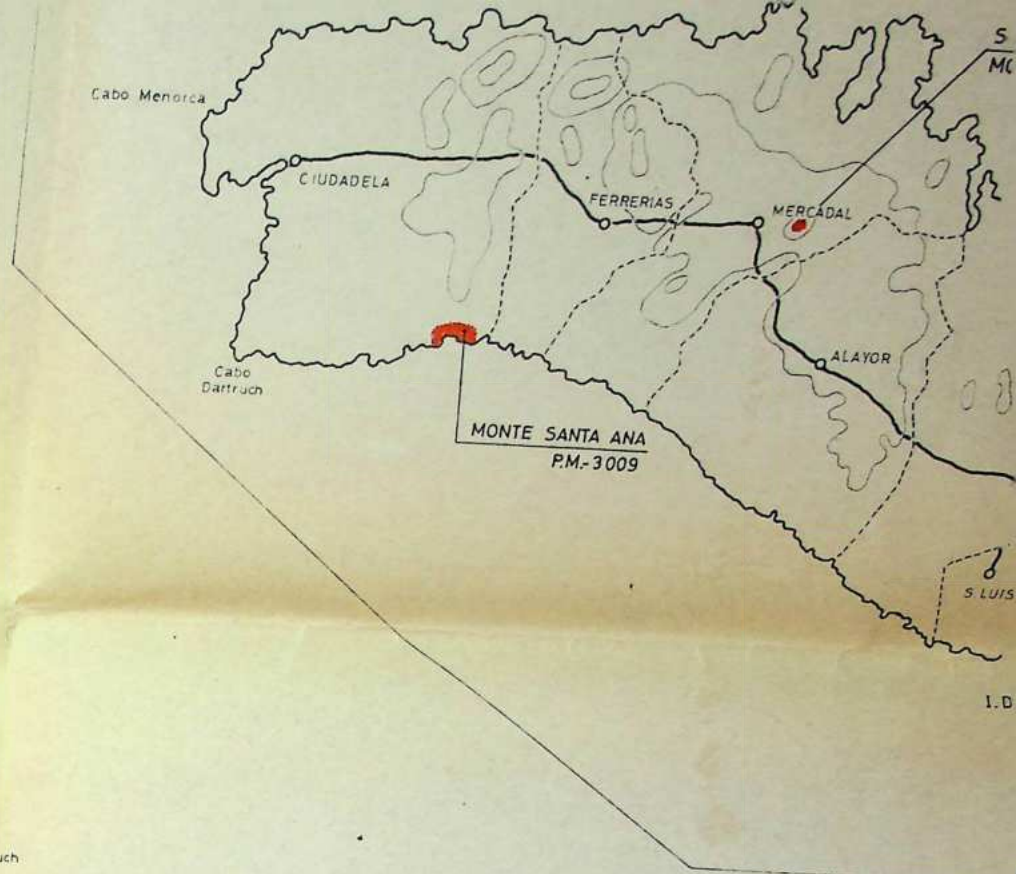 S
Cabo Menorca
CIUDADELA
FERRERIAS
MERCADAL
Cabo
Dartruch
ALAYOR
MONTE SANTA ANA
P.M.-3009
S. LUIS